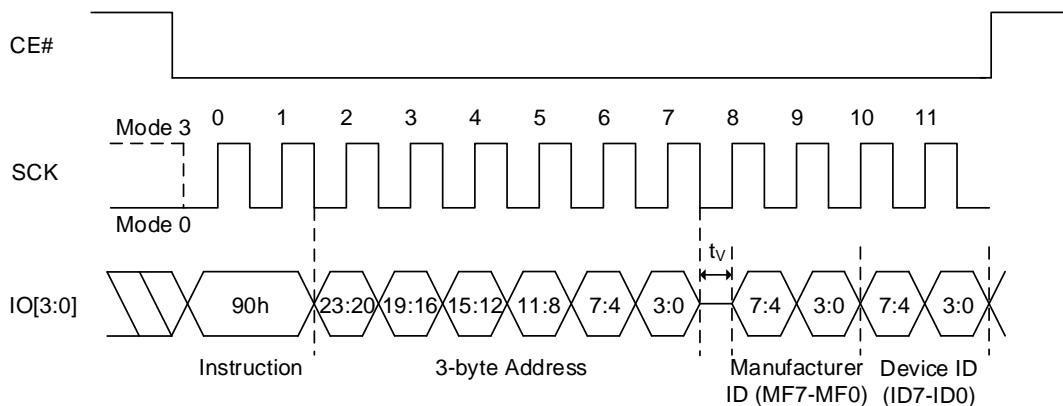 CE#
0 1 2 3 4 5 6 7 8 9 10 11
Mode 3
SCK
Mode 0
tV
IO[3:0] 90h 23:20 19:16 15:12 11:8 7:4 3:0 7:4 3:0 7:4 3:0
Instruction 3-byte Address Manufacturer Device ID
ID (MF7-MF0) (ID7-ID0)